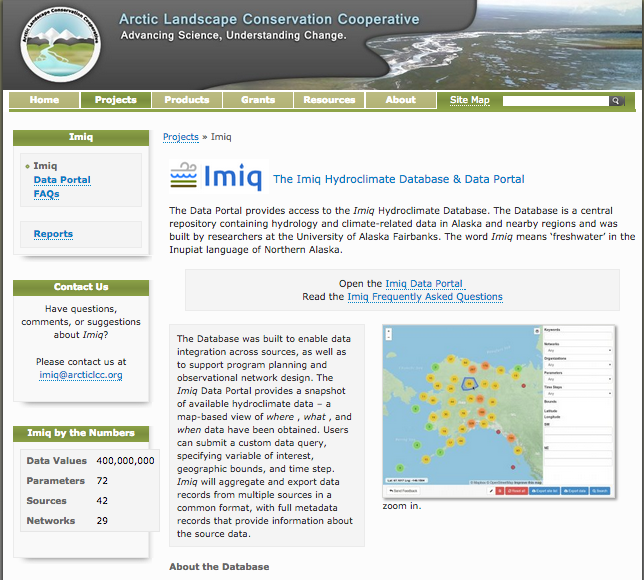 Arctic Landscape Conservation Cooperative
Arctic Landscape Conservation Cooperative
Advancing Science, Understanding Change.
Home Projects Products Grants Resources About Site Map
Imiq
Imiq
Data Portal
FAQs
Reports
Contact Us
Have questions,
comments, or suggestions
about Imiq?
Please contact us at
imiq@arcticlcc.org
Imiq by the Numbers
Data Values 400,000,000
Parameters 72
Sources 42
Networks 29
Projects » Imiq
Imiq The Imiq Hydroclimate Database & Data Portal
The Data Portal provides access to the Imiq Hydroclimate Database. The Database is a central
repository containing hydrology and climate-related data in Alaska and nearby regions and was
built by researchers at the University of Alaska Fairbanks. The word Imiq means ‘freshwater’ in the
Inupiat language of Northern Alaska.
Open the Imiq Data Portal
Read the Imiq Frequently Asked Questions
The Database was built to enable
data integration across sources, as well as
to support program planning and
observational network design. The
Imiq Data Portal provides a snapshot
of available hydroclimate data – a
map-based view of where , what , and
when data have been obtained. Users
can submit a custom data query,
specifying variable of interest,
geographic bounds, and time step.
Imiq will aggregate and export data
records from multiple sources in a
common format, with full metadata
records that provide information about
the source data.
Keywords
Networks
Any
Organizations
Any
Parameters
Any
Time Steps
Any
Bounds
Latitude
Longitude
SW
NE
Send Feedback
Export data
Search
zoom in.
About the Database